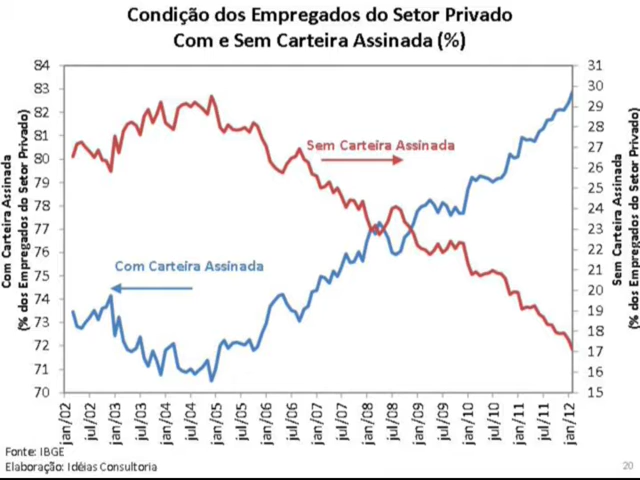 Condição dos Empregados do Setor Privado
Com e Sem Carteira Assinada (%)
Com Carteira Assinada
(% dos Empregados do Setor Privado)
84
83
82
81
80
79
78
77
76
75
74
73
72
71
70
Sem Carteira Assinada
Com Carteira Assinada
31
30
29
28
27
26
25
24
23
22
21
20
19
18
17
16
15
Sem Carteira Assinada
(% dos Empregados do Setor Privado)
jan/02
jul/02
jan/03
jul/03
jan/04
jul/04
jan/05
jul/05
jan/06
jul/06
jan/07
jul/07
jan/08
jul/08
jan/09
jul/09
jan/10
jul/10
jan/11
jul/11
jan/12
Fonte: IBGE
Elaboração: Idéias Consultoria
20